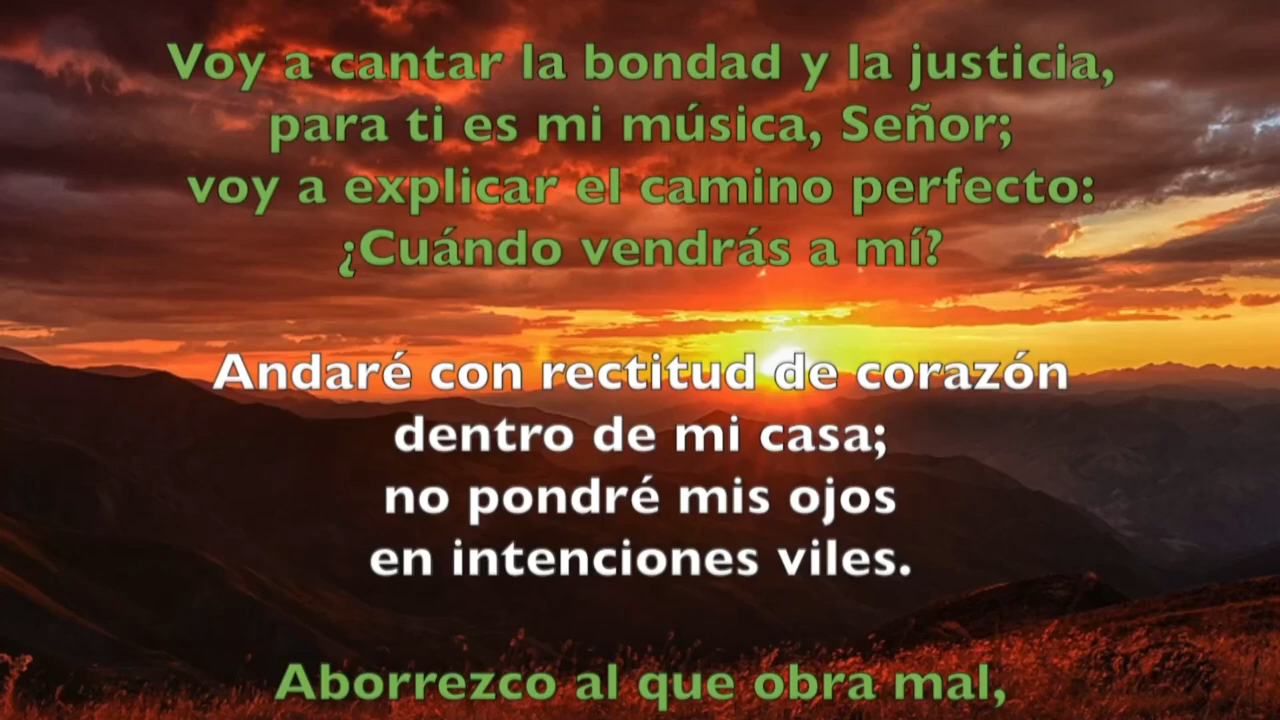 Voy a cantar la bondad y la justicia,
para ti es mi música, Señor;
voy a explicar el camino perfecto:
¿Cuándo vendrás a mí?
Andaré con rectitud de corazón
dentro de mi casa;
no pondré mis ojos
en intenciones viles.
Aborrezco al que obra mal,